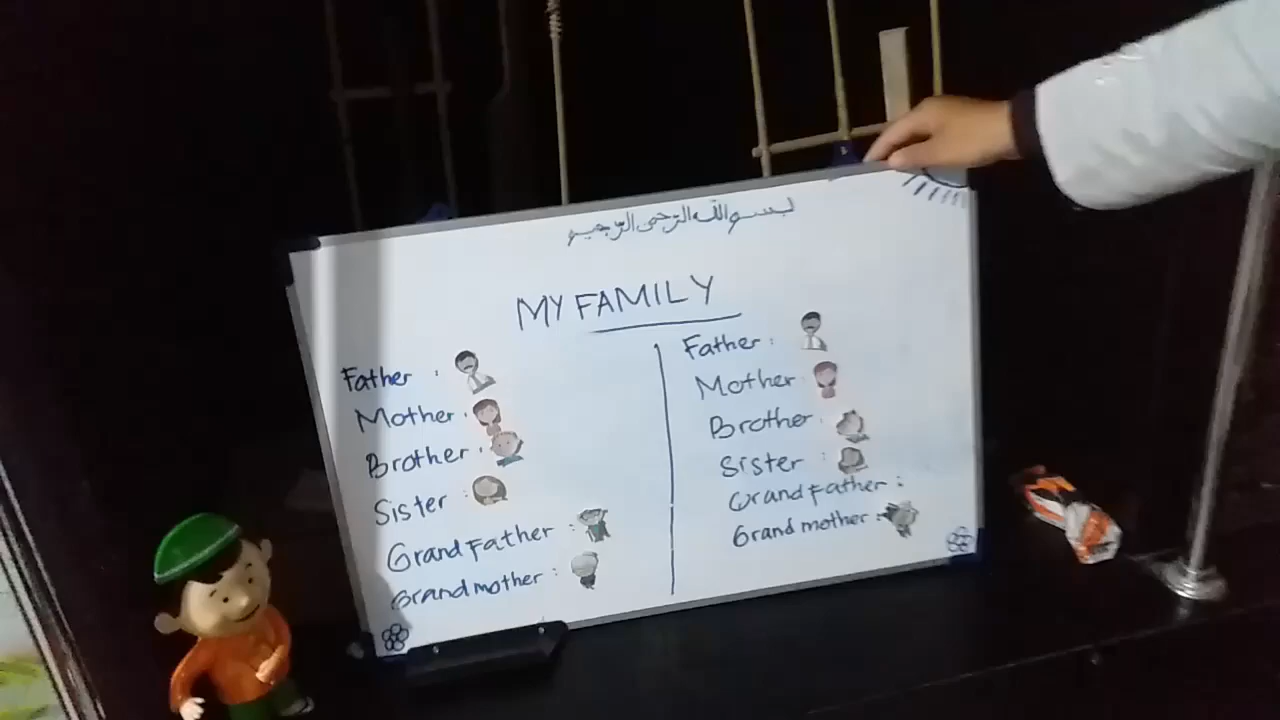 بسم الله الرحمن الرحيم
MY FAMILY
Father :
Mother :
Brother :
Sister :
Grand Father :
Grand mother :
Father :
Mother :
Brother :
Sister :
Grand Father :
Grand mother :